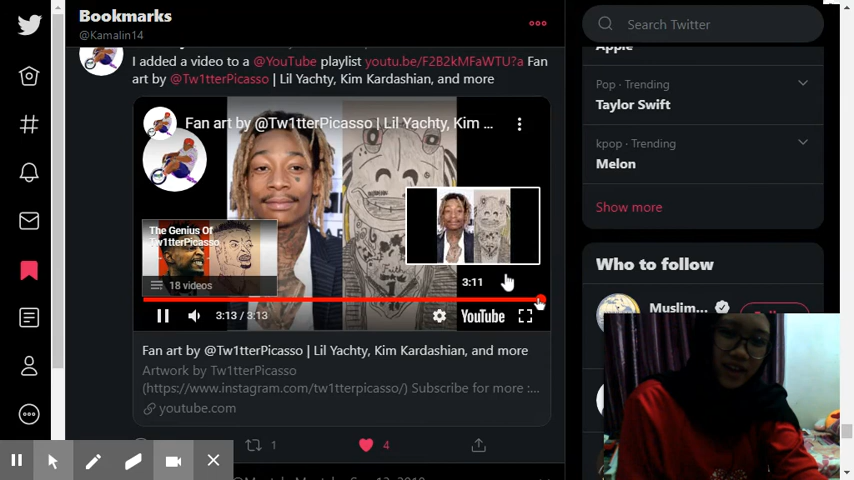 Bookmarks
@Kamalin14
I added a video to a @YouTube playlist youtu.be/F2B2kMFaWTU?a Fan
art by @Tw1tterPicasso | Lil Yachty, Kim Kardashian, and more
Fan art by @Tw1tterPicasso | Lil Yachty, Kim ...
The Genius Of
Tw1tterPicasso
18 videos
3:11
3:13 / 3:13
YouTube
Fan art by @Tw1tterPicasso | Lil Yachty, Kim Kardashian, and more
Artwork by Tw1tterPicasso
(https://www.instagram.com/tw1tterpicasso/) Subscribe for more :...
youtube.com
1
4
Search Twitter
Apple
Pop · Trending
Taylor Swift
kpop · Trending
Melon
Show more
Who to follow
Muslim...